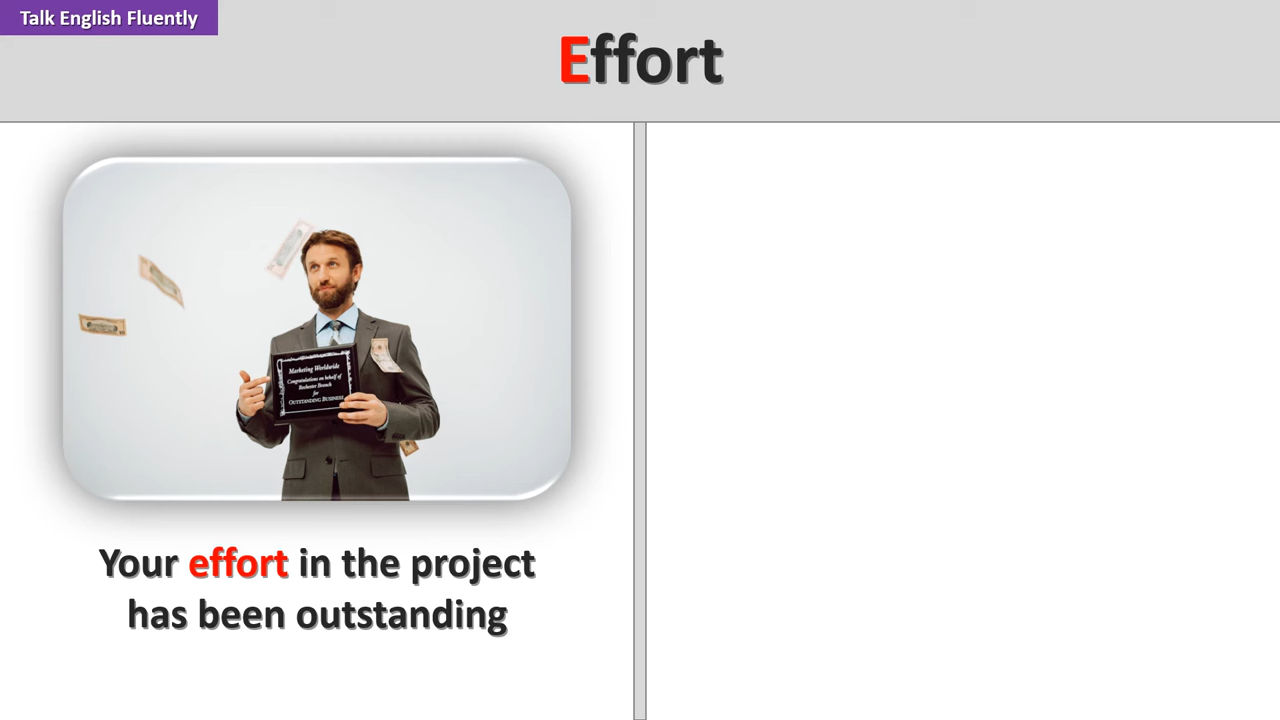 Talk English Fluently
Effort
Marketing Worldwide
Congratulations on behalf of
Rochester Branch
for
OUTSTANDING BUSINESS
Your effort in the project
has been outstanding